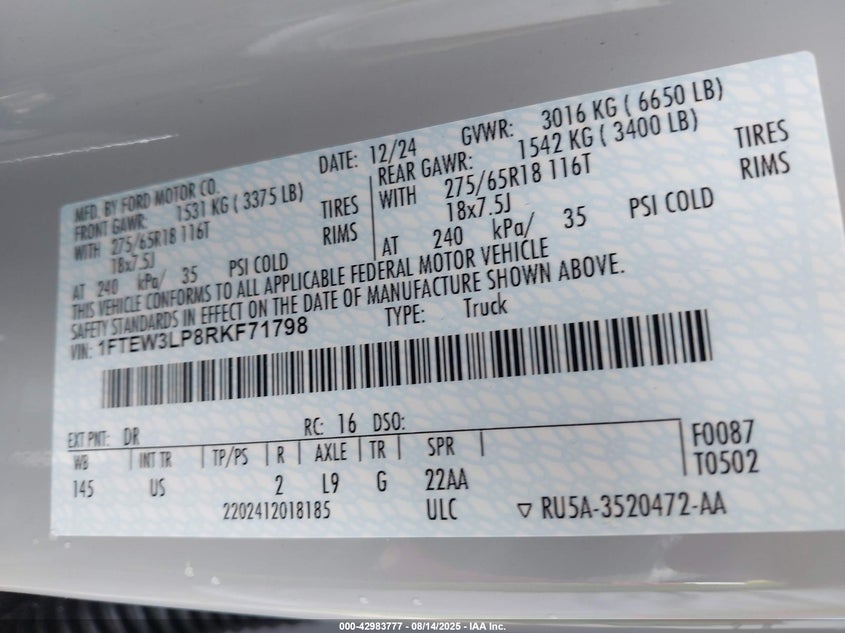 MFD. BY FORD MOTOR CO.
DATE: 12/24
GVWR: 3016 KG ( 6650 LB)
FRONT GAWR: 1531 KG ( 3375 LB)
REAR GAWR: 1542 KG ( 3400 LB)
WITH 275/65R18 116T TIRES
WITH 275/65R18 116T TIRES
18x7.5J RIMS
18x7.5J RIMS
AT 240 kPa/ 35 PSI COLD
AT 240 kPa/ 35 PSI COLD
THIS VEHICLE CONFORMS TO ALL APPLICABLE FEDERAL MOTOR VEHICLE
SAFETY STANDARDS IN EFFECT ON THE DATE OF MANUFACTURE SHOWN ABOVE.
VIN: 1FTEW3LP8RKF71798
TYPE: Truck
EXT PNT: DR RC: 16 DSO:
WB INT TR TP/PS R AXLE TR SPR
F0087
145 US 2 L9 G 22AA
T0502
2202412018185 ULC ▽ RU5A-3520472-AA
000-42983777 - 08/14/2025 - IAA Inc.